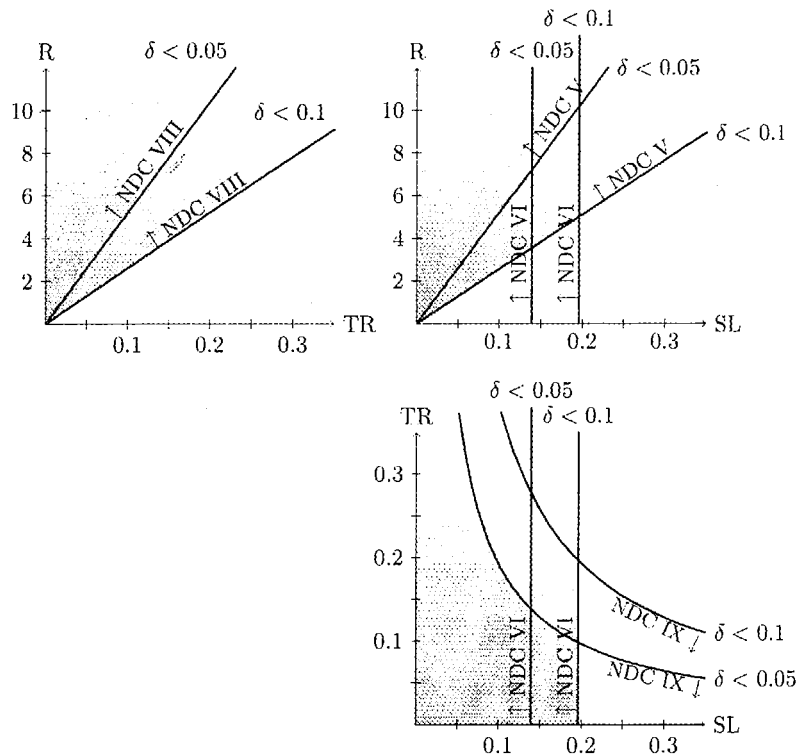 R
δ < 0.05
δ < 0.1
10
8
6
4
2
↑ NDC VIII
↑ NDC VIII
0.1
0.2
0.3
TR
R
δ < 0.1
δ < 0.05
δ < 0.05
δ < 0.1
10
8
6
4
2
↑ NDC V
↑ NDC V
↑ NDC VI
↑ NDC VI
0.1
0.2
0.3
SL
TR
δ < 0.05
δ < 0.1
0.3
0.2
0.1
↑ NDC VI
↑ NDC VI
NDC IX ↓
δ < 0.1
NDC IX ↓
δ < 0.05
0.1
0.2
0.3
SL